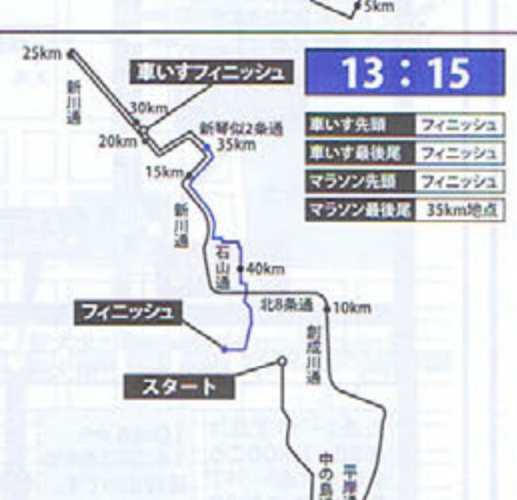 5km
25km
車いすフィニッシュ
13：15
新川通
30km
20km
新琴似2条通
35km
15km
車いす先頭 フィニッシュ
車いす最後尾 フィニッシュ
マラソン先頭 フィニッシュ
マラソン最後尾 35km地点
新川通
石山通
40km
北8条通
10km
フィニッシュ
創成川通
スタート
中の島
平岸通